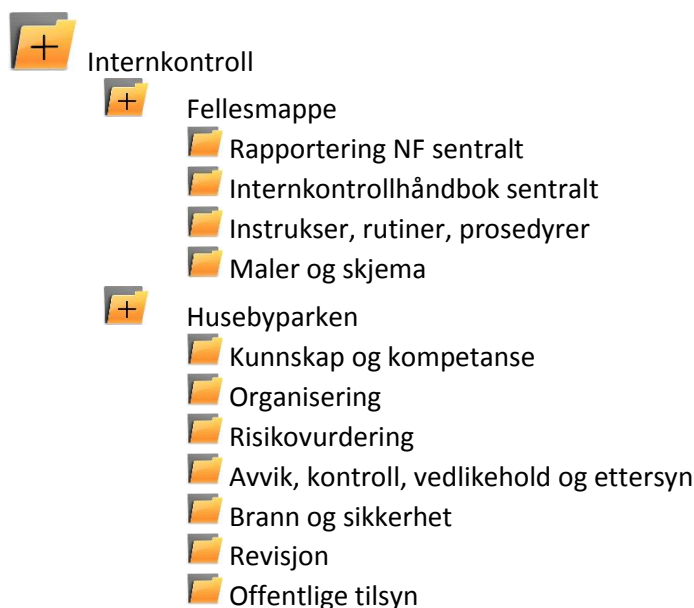 Internkontroll
Fellesmappe
Rapportering NF sentralt
Internkontrollhåndbok sentralt
Instrukser, rutiner, prosedyrer
Maler og skjema
Husebyparken
Kunnskap og kompetanse
Organisering
Risikovurdering
Avvik, kontroll, vedlikehold og ettersyn
Brann og sikkerhet
Revisjon
Offentlige tilsyn